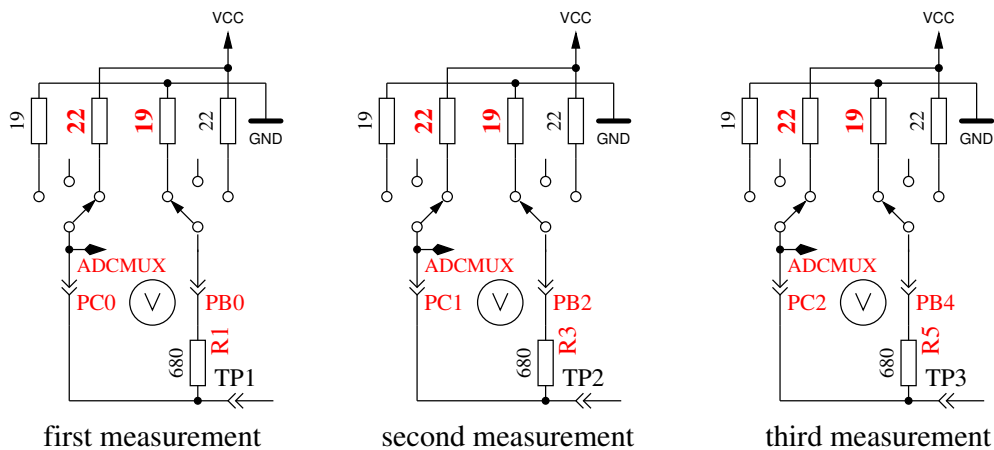 VCC
19
22
19
22
GND
ADCMUX
PC0
V
PB0
R1
680
TP1
first measurement
VCC
19
22
19
22
GND
ADCMUX
PC1
V
PB2
R3
680
TP2
second measurement
VCC
19
22
19
22
GND
ADCMUX
PC2
V
PB4
R5
680
TP3
third measurement